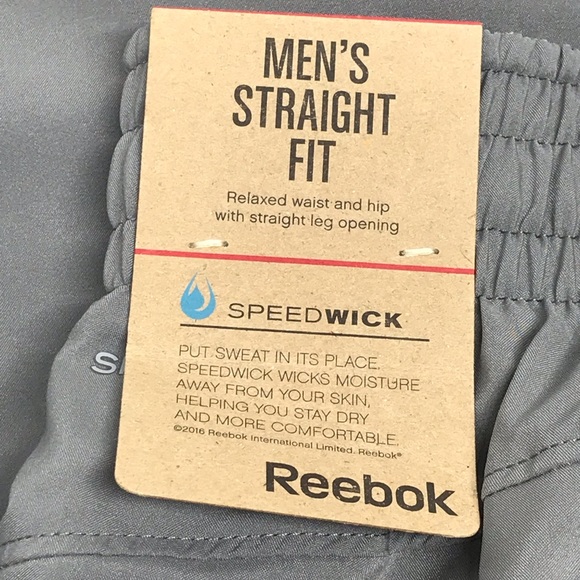 MEN'S
STRAIGHT
FIT
Relaxed waist and hip
with straight leg opening
SPEEDWICK
PUT SWEAT IN ITS PLACE.
SPEEDWICK WICKS MOISTURE
AWAY FROM YOUR SKIN,
HELPING YOU STAY DRY
AND MORE COMFORTABLE.
©2016 Reebok International Limited. Reebok®
Reebok